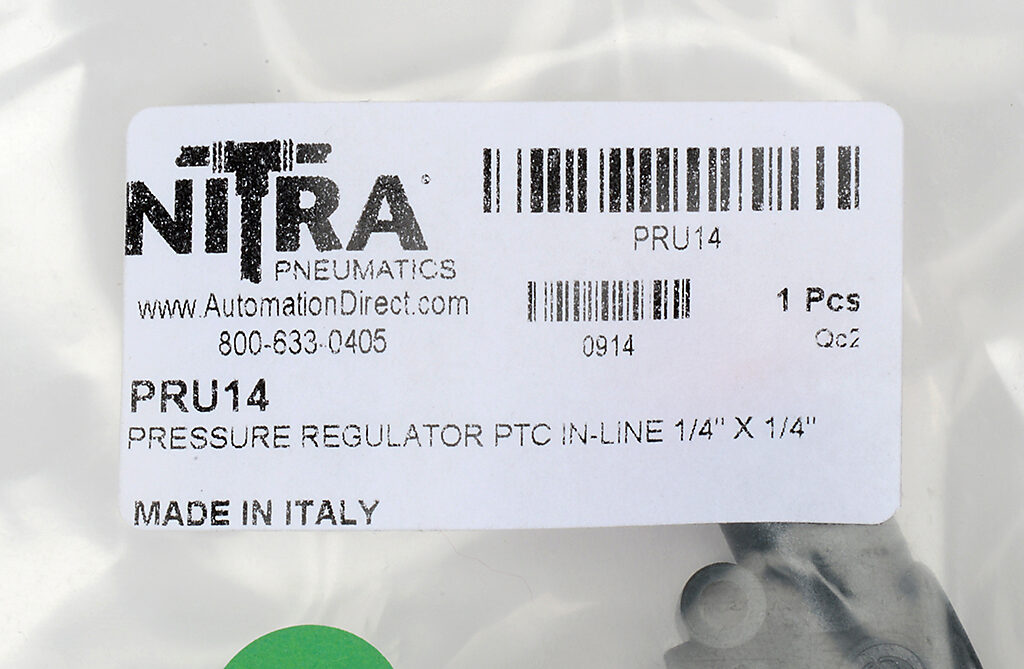 NITRA®
PNEUMATICS
www.AutomationDirect.com
800-633-0405
PRU14
0914
1 Pcs
Qc2
PRU14
PRESSURE REGULATOR PTC IN-LINE 1/4" X 1/4"
MADE IN ITALY